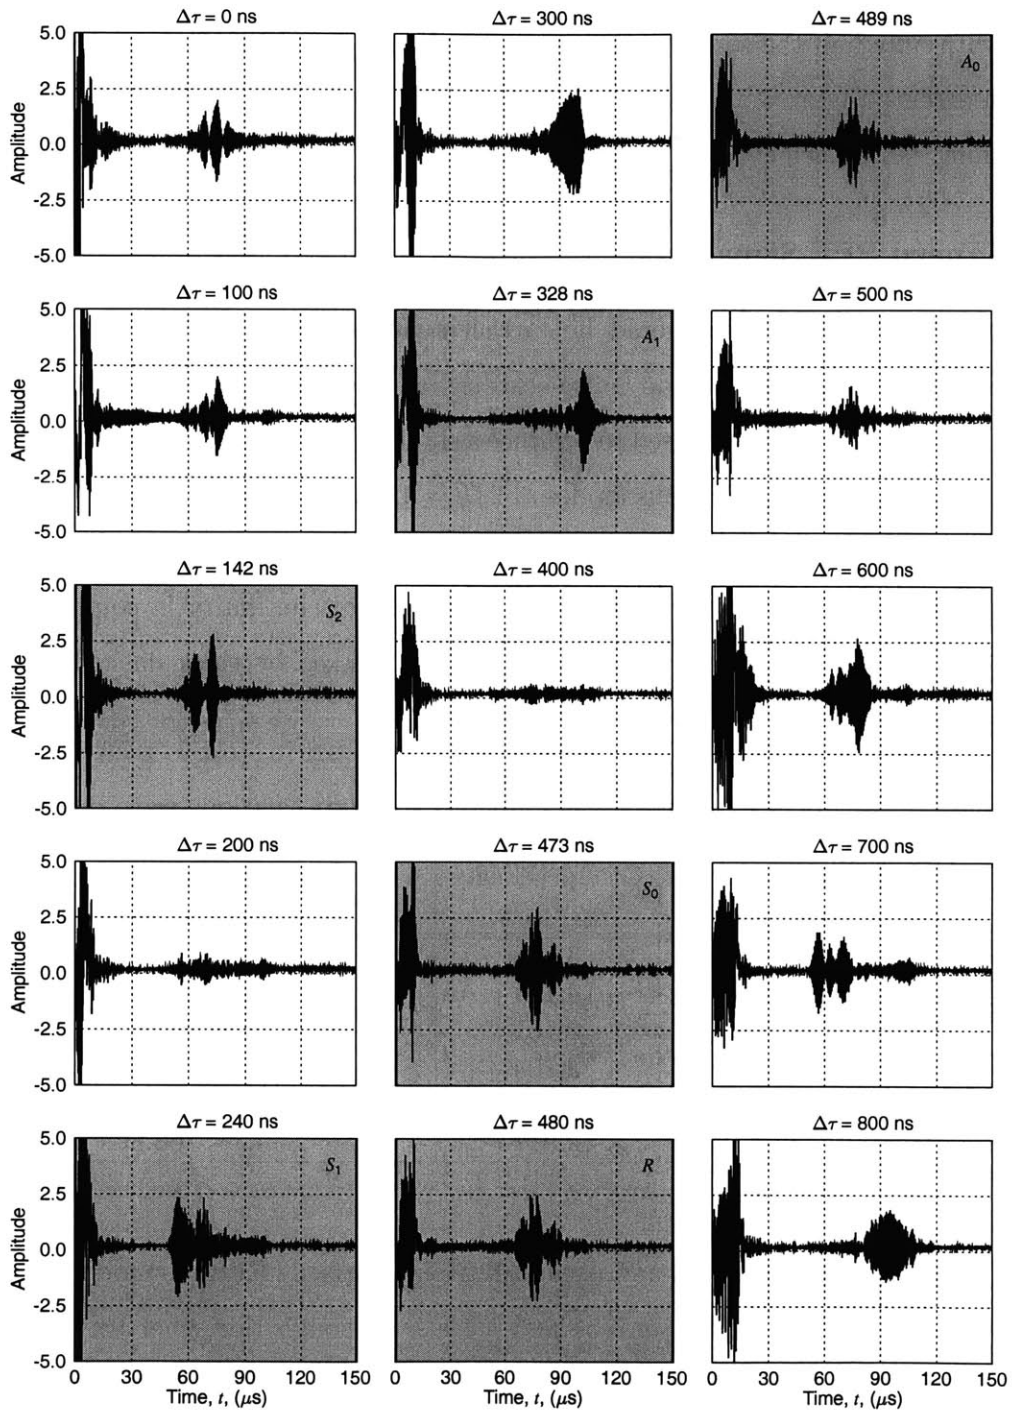 Δτ = 0 ns
Δτ = 300 ns
Δτ = 489 ns
5.0
2.5
0.0
-2.5
-5.0
Amplitude
A₀
Δτ = 100 ns
Δτ = 328 ns
Δτ = 500 ns
5.0
2.5
0.0
-2.5
-5.0
Amplitude
A₁
Δτ = 142 ns
Δτ = 400 ns
Δτ = 600 ns
5.0
2.5
0.0
-2.5
-5.0
Amplitude
S₂
Δτ = 200 ns
Δτ = 473 ns
Δτ = 700 ns
5.0
2.5
0.0
-2.5
-5.0
Amplitude
S₀
Δτ = 240 ns
Δτ = 480 ns
Δτ = 800 ns
5.0
2.5
0.0
-2.5
-5.0
Amplitude
S₁
R
0 30 60 90 120 150
0 30 60 90 120 150
0 30 60 90 120 150
Time, t, (μs)
Time, t, (μs)
Time, t, (μs)